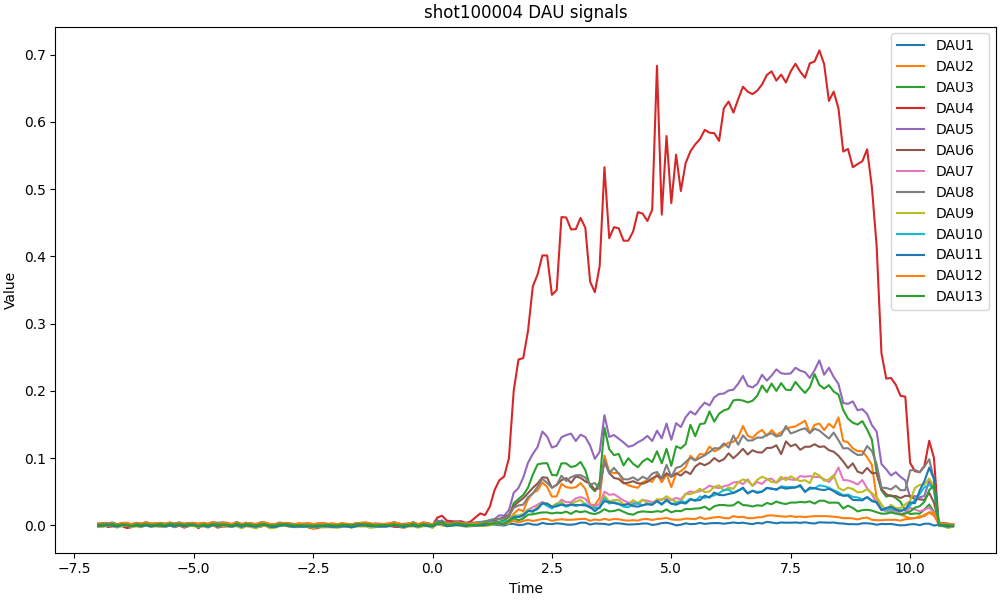 shot100004 DAU signals
Value
0.7
0.6
0.5
0.4
0.3
0.2
0.1
0.0
−7.5
−5.0
−2.5
0.0
2.5
5.0
7.5
10.0
Time
DAU1
DAU2
DAU3
DAU4
DAU5
DAU6
DAU7
DAU8
DAU9
DAU10
DAU11
DAU12
DAU13